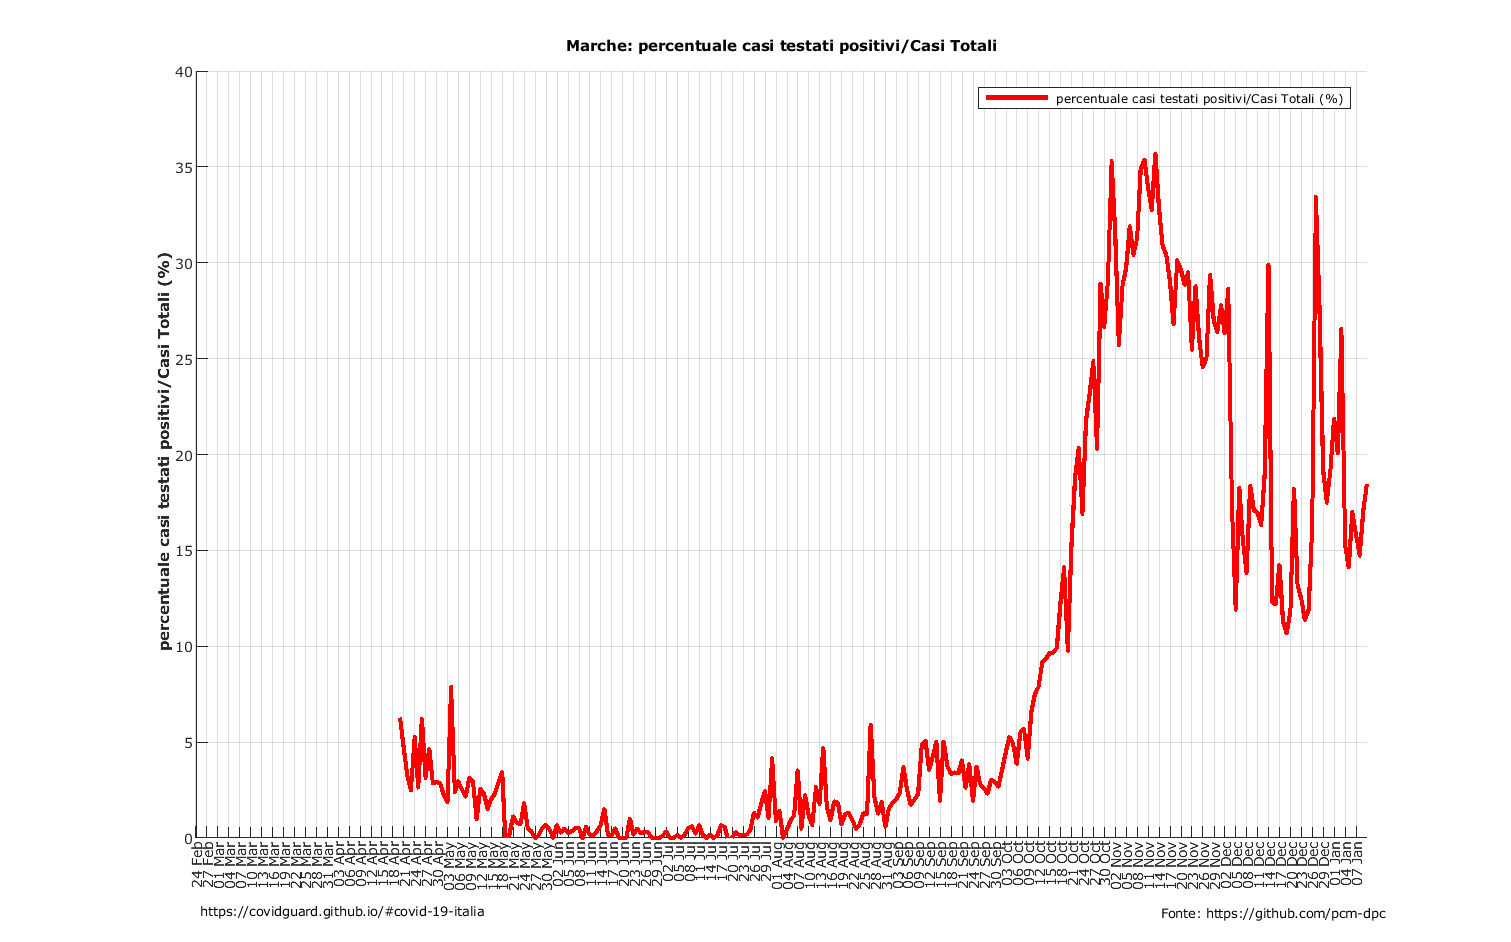 Marche: percentuale casi testati positivi/Casi Totali
percentuale casi testati positivi/Casi Totali (%)
percentuale casi testati positivi/Casi Totali (%)
40
35
30
25
20
15
10
5
0
24 Feb
27 Feb
01 Mar
04 Mar
07 Mar
10 Mar
13 Mar
16 Mar
19 Mar
22 Mar
25 Mar
28 Mar
31 Mar
03 Apr
06 Apr
09 Apr
12 Apr
15 Apr
18 Apr
21 Apr
24 Apr
27 Apr
30 Apr
03 May
06 May
09 May
12 May
15 May
18 May
21 May
24 May
27 May
30 May
02 Jun
05 Jun
08 Jun
11 Jun
14 Jun
17 Jun
20 Jun
23 Jun
26 Jun
29 Jun
02 Jul
05 Jul
08 Jul
11 Jul
14 Jul
17 Jul
20 Jul
23 Jul
26 Jul
29 Jul
01 Aug
04 Aug
07 Aug
10 Aug
13 Aug
16 Aug
19 Aug
22 Aug
25 Aug
28 Aug
31 Aug
03 Sep
06 Sep
09 Sep
12 Sep
15 Sep
18 Sep
21 Sep
24 Sep
27 Sep
30 Sep
03 Oct
06 Oct
09 Oct
12 Oct
15 Oct
18 Oct
21 Oct
24 Oct
27 Oct
30 Oct
02 Nov
05 Nov
08 Nov
11 Nov
14 Nov
17 Nov
20 Nov
23 Nov
26 Nov
29 Nov
02 Dec
05 Dec
08 Dec
11 Dec
14 Dec
17 Dec
20 Dec
23 Dec
26 Dec
29 Dec
01 Jan
04 Jan
07 Jan
https://covidguard.github.io/#covid-19-italia
Fonte: https://github.com/pcm-dpc